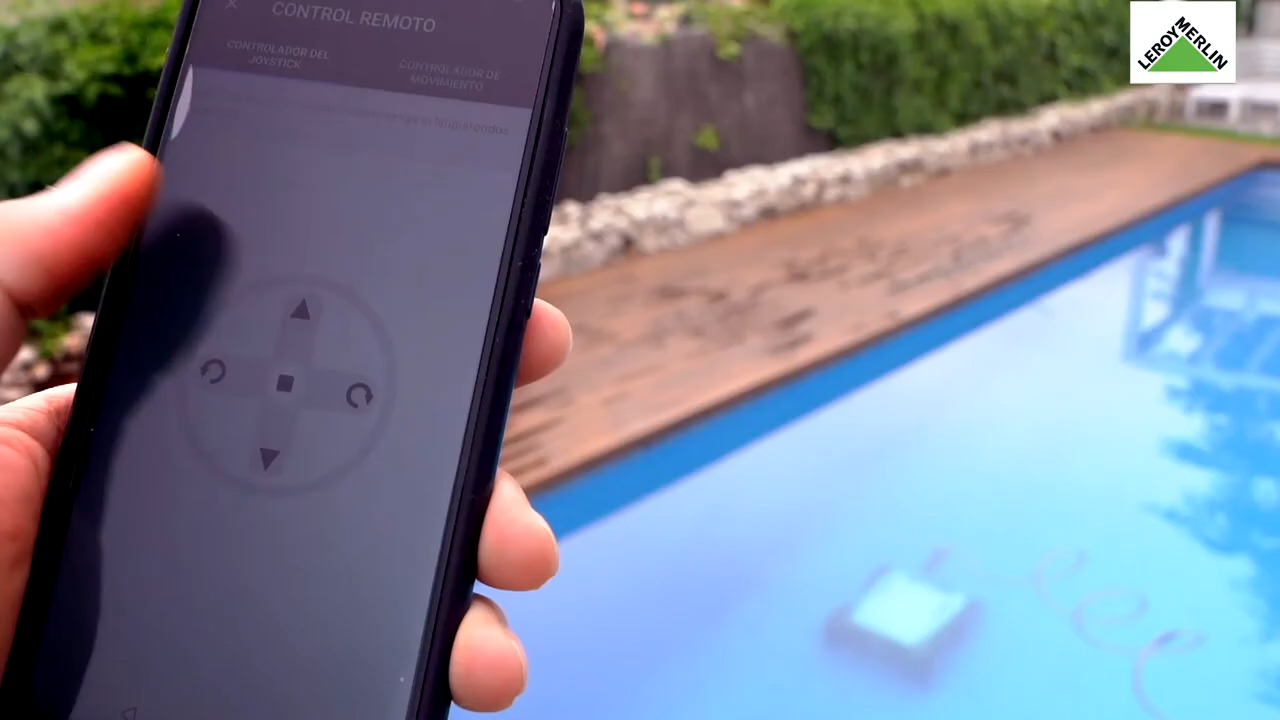 CONTROL REMOTO
CONTROLADOR DEL
JOYSTICK
CONTROLADOR DE
MOVIMIENTO
LEROY MERLIN